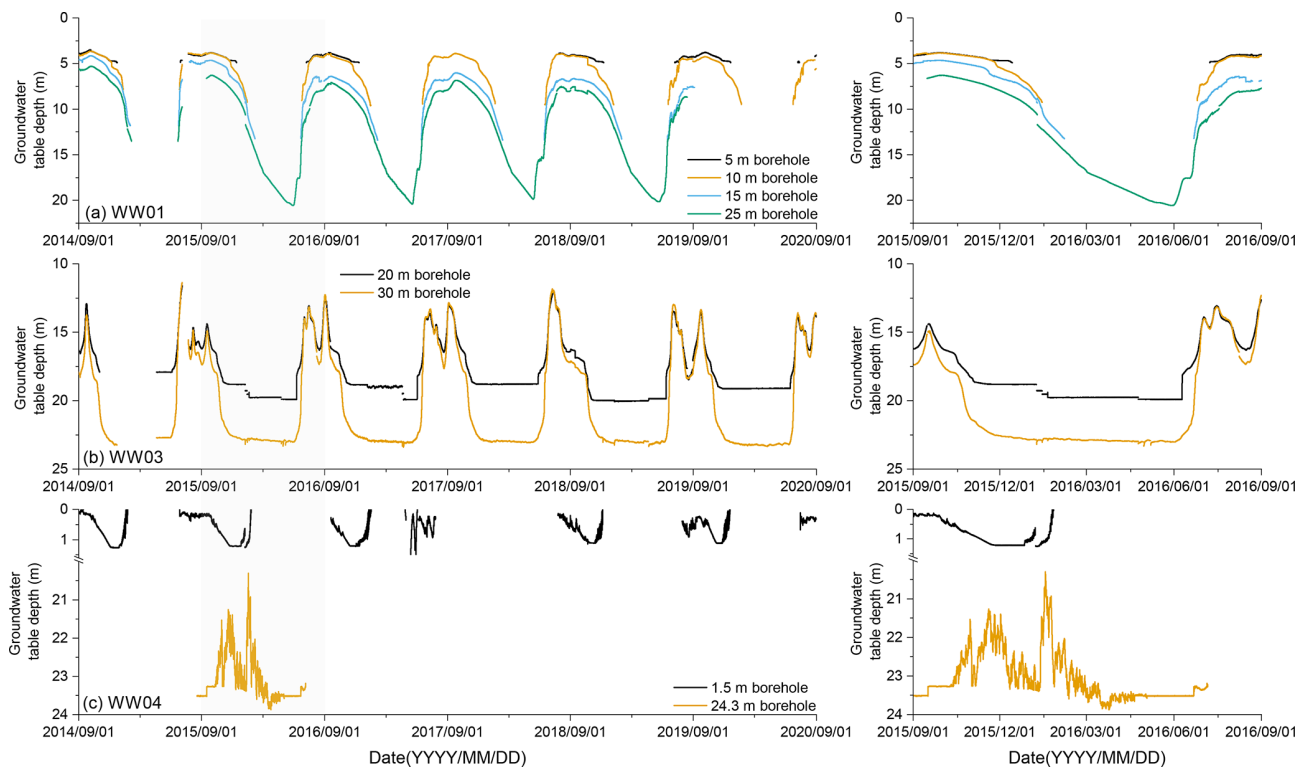 0
5
10
15
20
Groundwater
table depth (m)
5 m borehole
10 m borehole
15 m borehole
25 m borehole
(a) WW01
2014/09/01 2015/09/01 2016/09/01 2017/09/01 2018/09/01 2019/09/01 2020/09/01
0
5
10
15
20
Groundwater
table depth (m)
2015/09/01 2015/12/01 2016/03/01 2016/06/01 2016/09/01
10
15
20
25
Groundwater
table depth (m)
20 m borehole
30 m borehole
(b) WW03
2014/09/01 2015/09/01 2016/09/01 2017/09/01 2018/09/01 2019/09/01 2020/09/01
10
15
20
25
Groundwater
table depth (m)
2015/09/01 2015/12/01 2016/03/01 2016/06/01 2016/09/01
0
1
21
22
23
24
Groundwater
table depth (m)
1.5 m borehole
24.3 m borehole
(c) WW04
2014/09/01 2015/09/01 2016/09/01 2017/09/01 2018/09/01 2019/09/01 2020/09/01
Date(YYYY/MM/DD)
0
1
21
22
23
24
Groundwater
table depth (m)
2015/09/01 2015/12/01 2016/03/01 2016/06/01 2016/09/01
Date(YYYY/MM/DD)